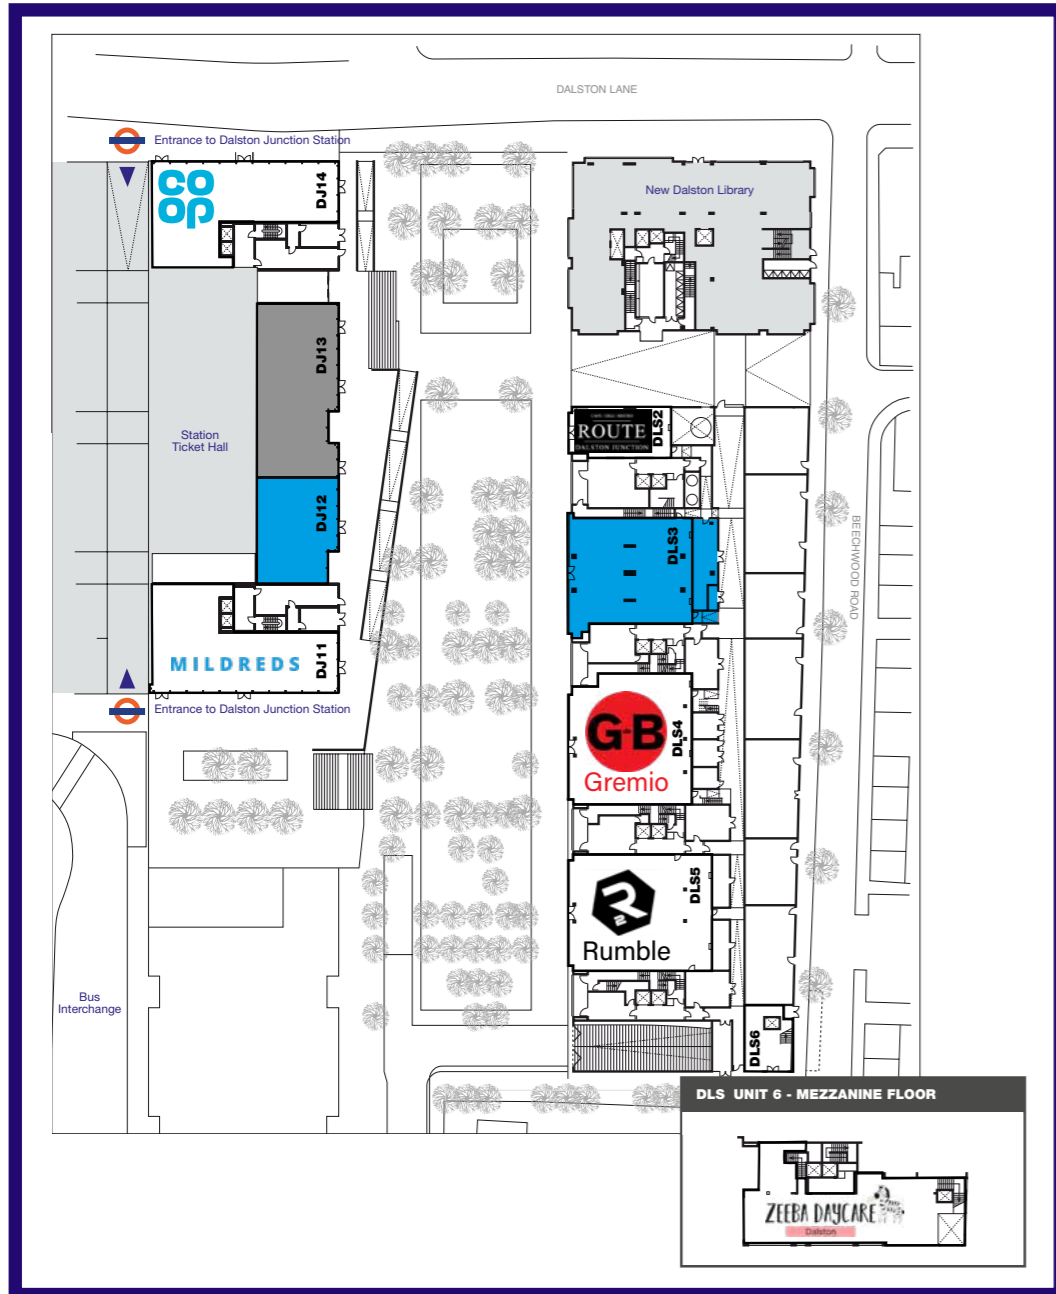 DALSTON LANE
Entrance to Dalston Junction Station
CO
OP
DJ14
New Dalston Library
DJ13
Station
Ticket Hall
ROUTE
DALSTON JUNCTION
DLS2
DJ12
DLS3
BEECHWOOD ROAD
MILDREDS
DJ11
Entrance to Dalston Junction Station
G-B
Gremio
DLS4
R2
Rumble
DLS5
Bus
Interchange
DLS6
DLS UNIT 6 - MEZZANINE FLOOR
ZEEBA DAYCARE
Dalston